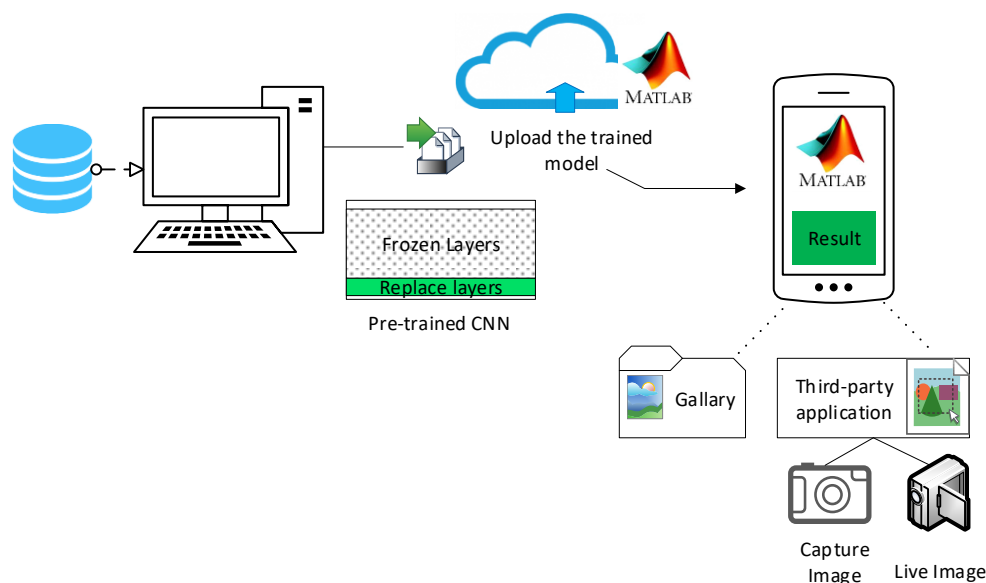 MATLAB
Upload the trained
model
MATLAB
Result
Frozen Layers
Replace layers
Pre-trained CNN
Gallary
Third-party
application
Capture
Image
Live Image